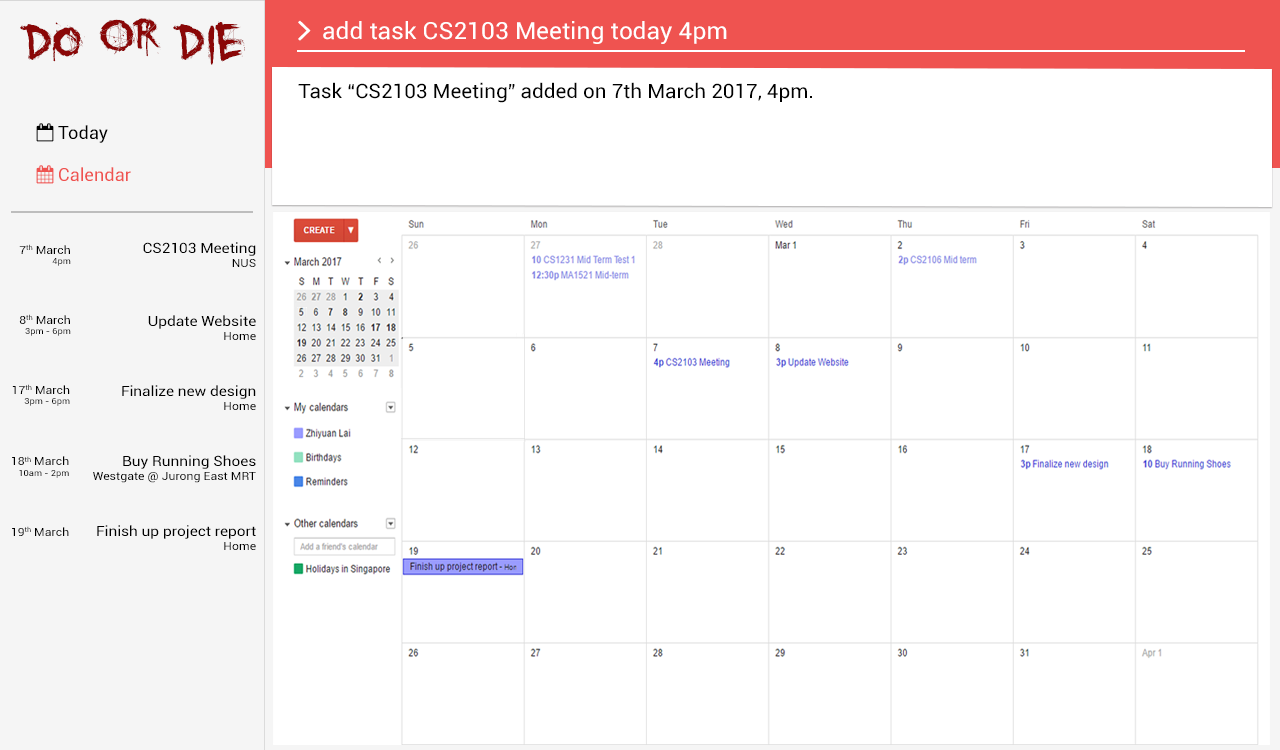 DO OR DIE
Today
Calendar
7th March
4pm
CS2103 Meeting
NUS
8th March
3pm - 6pm
Update Website
Home
17th March
3pm - 6pm
Finalize new design
Home
18th March
10am - 2pm
Buy Running Shoes
Westgate @ Jurong East MRT
19th March
Finish up project report
Home
add task CS2103 Meeting today 4pm
Task “CS2103 Meeting” added on 7th March 2017, 4pm.
CREATE
March 2017
S M T W T F S
26 27 28 1 2 3 4
5 6 7 8 9 10 11
12 13 14 15 16 17 18
19 20 21 22 23 24 25
26 27 28 29 30 31 1
2 3 4 5 6 7 8
My calendars
Zhiyuan Lai
Birthdays
Reminders
Other calendars
Add a friend's calendar
Holidays in Singapore
Sun Mon Tue Wed Thu Fri Sat
26 27 28 Mar 1 2 3 4
10 CS1231 Mid Term Test 1
12:30p MA1521 Mid-term
2p CS2106 Mid term
5 6 7 8 9 10 11
4p CS2103 Meeting
3p Update Website
12 13 14 15 16 17 18
3p Finalize new design
10 Buy Running Shoes
19 20 21 22 23 24 25
Finish up project report - Hor
26 27 28 29 30 31 Apr 1